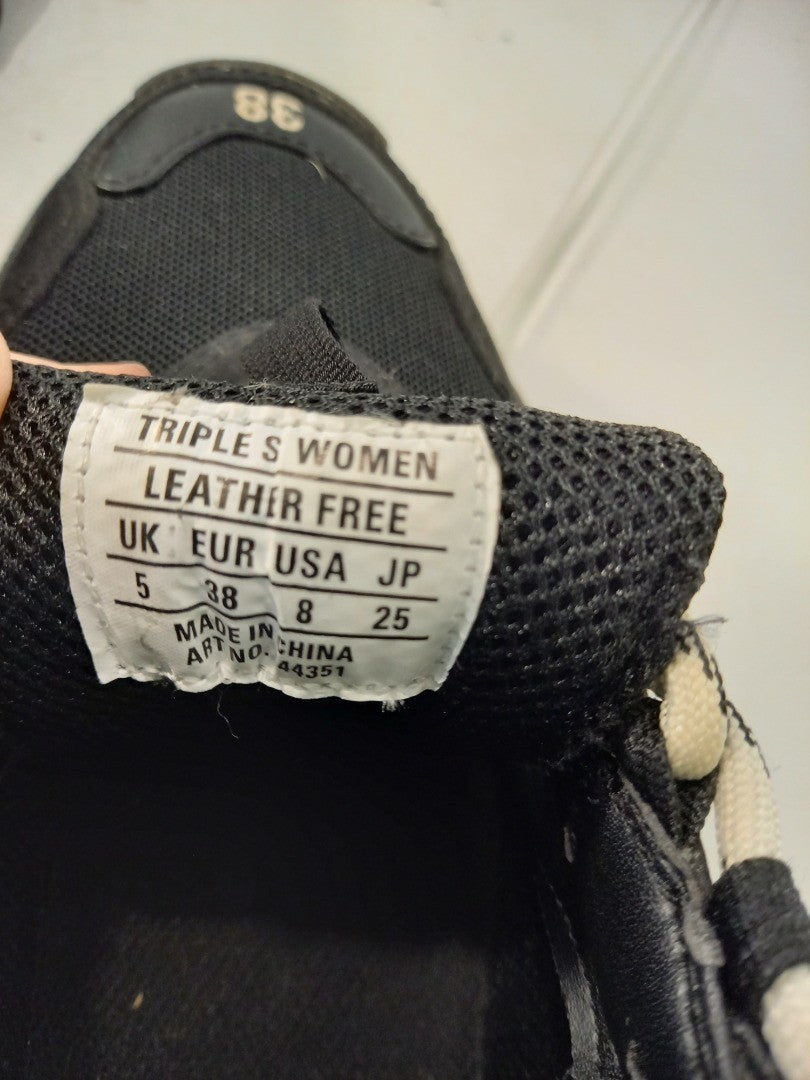 38
TRIPLE S WOMEN
LEATHER FREE
UK EUR USA JP
5 38 8 25
MADE IN CHINA
ART NO. 44351